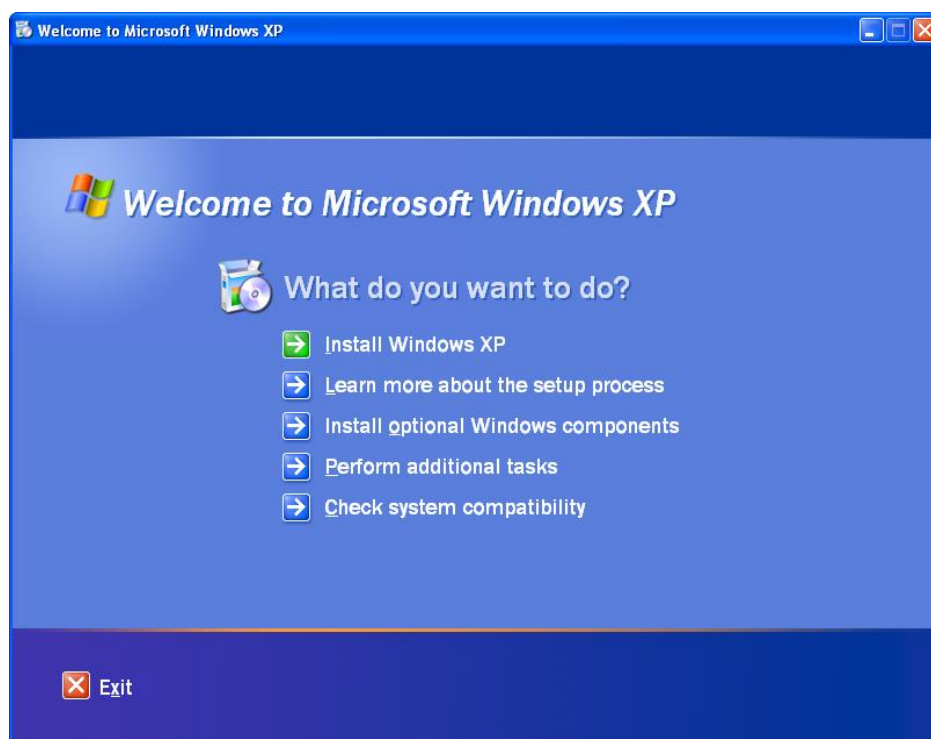 Welcome to Microsoft Windows XP
Welcome to Microsoft Windows XP
What do you want to do?
Install Windows XP
Learn more about the setup process
Install optional Windows components
Perform additional tasks
Check system compatibility
Exit